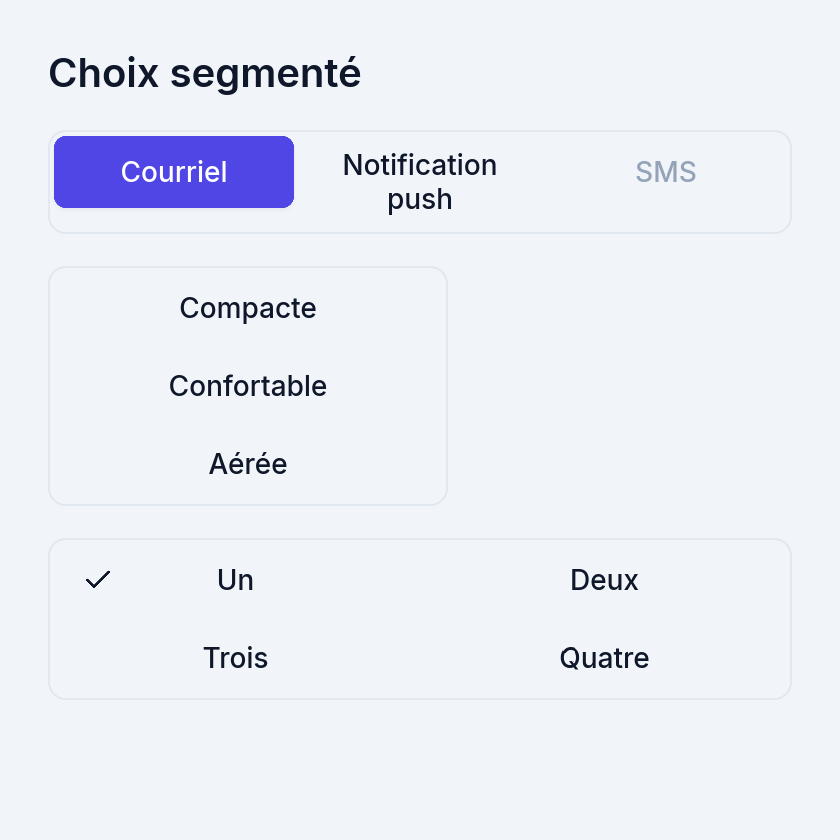 Choix segmenté
Courriel
Notification
push
SMS
Compacte
Confortable
Aérée
Un
Deux
Trois
Quatre